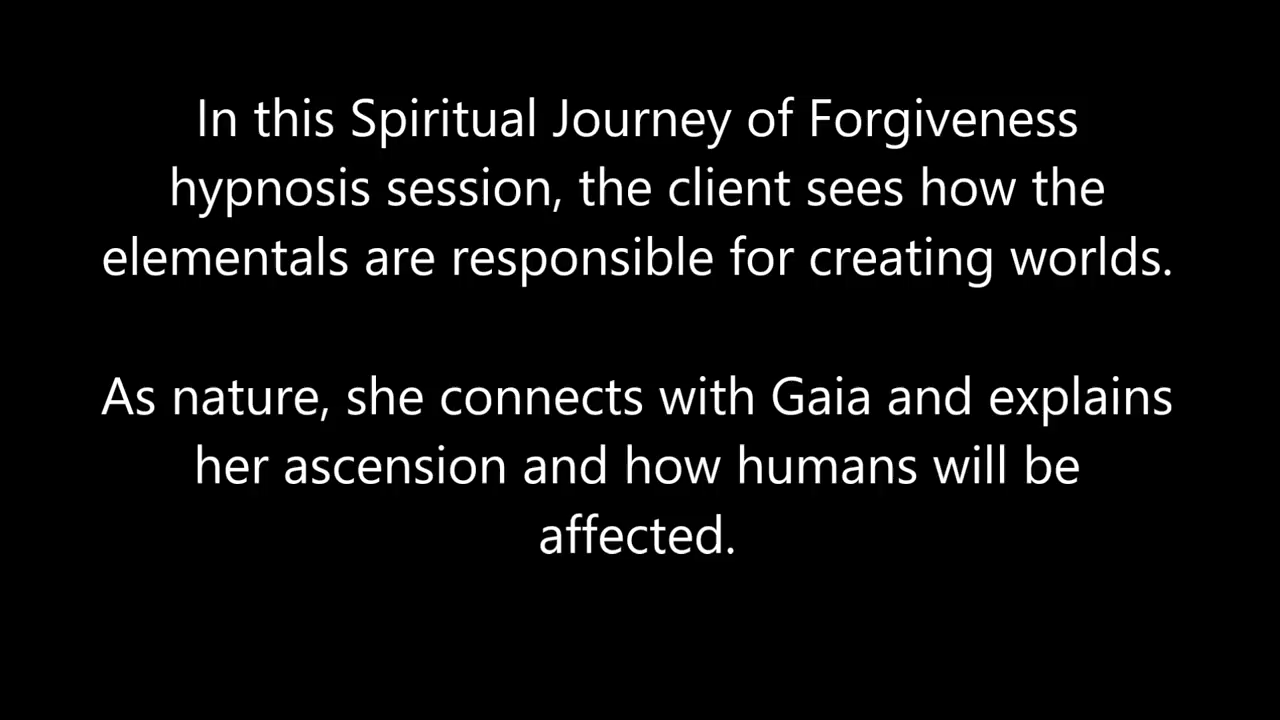 In this Spiritual Journey of Forgiveness
hypnosis session, the client sees how the
elementals are responsible for creating worlds.
As nature, she connects with Gaia and explains
her ascension and how humans will be
affected.